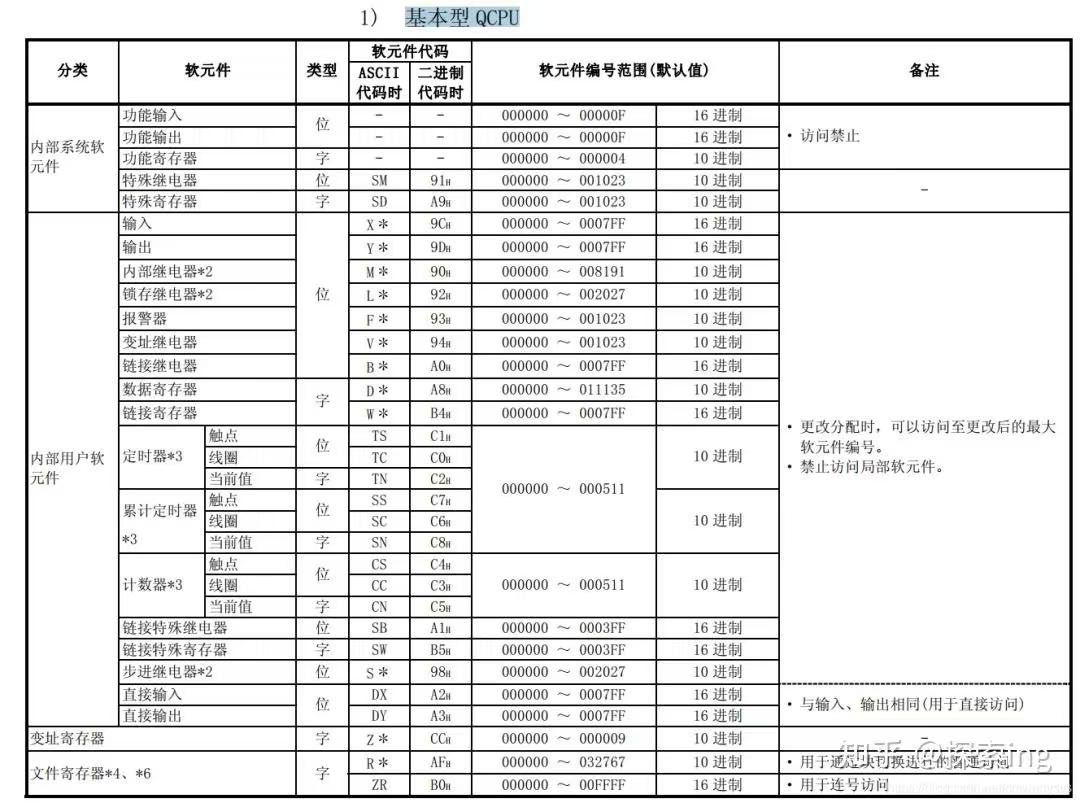 1) 基本型 QCPU
分类 软元件 类型 软元件代码 软元件编号范围(默认值) 备注
ASCII 代码时 二进制 代码时
内部系统软元件 功能输入 位 - - 000000 ～ 00000F 16 进制 • 访问禁止
功能输出 - - 000000 ～ 00000F 16 进制
功能寄存器 字 - - 000000 ～ 000004 10 进制
特殊继电器 位 SM 91H 000000 ～ 001023 10 进制 -
特殊寄存器 字 SD A9H 000000 ～ 001023 10 进制
内部用户软元件 输入 位 X* 9CH 000000 ～ 0007FF 16 进制
输出 Y* 9DH 000000 ～ 0007FF 16 进制
内部继电器*2 M* 90H 000000 ～ 008191 10 进制
锁存继电器*2 L* 92H 000000 ～ 002027 10 进制
报警器 F* 93H 000000 ～ 001023 10 进制
变址继电器 V* 94H 000000 ～ 001023 10 进制
链接继电器 B* A0H 000000 ～ 0007FF 16 进制
数据寄存器 字 D* A8H 000000 ～ 011135 10 进制
链接寄存器 W* B4H 000000 ～ 0007FF 16 进制
• 更改分配时，可以访问至更改后的最大
软元件编号。
• 禁止访问局部软元件。
定时器*3 触点 位 TS C1H 000000 ～ 000511 10 进制
线圈 TC C0H
当前值 字 TN C2H
累计定时器*3 触点 位 SS C7H 10 进制
线圈 SC C6H
当前值 字 SN C8H
计数器*3 触点 位 CS C4H 000000 ～ 000511 10 进制
线圈 CC C3H
当前值 字 CN C5H
链接特殊继电器 位 SB A1H 000000 ～ 0003FF 16 进制
链接特殊寄存器 字 SW B5H 000000 ～ 0003FF 16 进制
步进继电器*2 位 S* 98H 000000 ～ 002027 10 进制
直接输入 位 DX A2H 000000 ～ 0007FF 16 进制 • 与输入、输出相同(用于直接访问)
直接输出 DY A3H 000000 ～ 0007FF 16 进制
变址寄存器 字 Z* CCH 000000 ～ 000009 10 进制 -
文件寄存器*4、*6 字 R* AFH 000000 ～ 032767 10 进制 • 用于通过块切换进行的普通访问
ZR B0H 000000 ～ 00FFFF 16 进制 • 用于连号访问
知乎 @探索ing